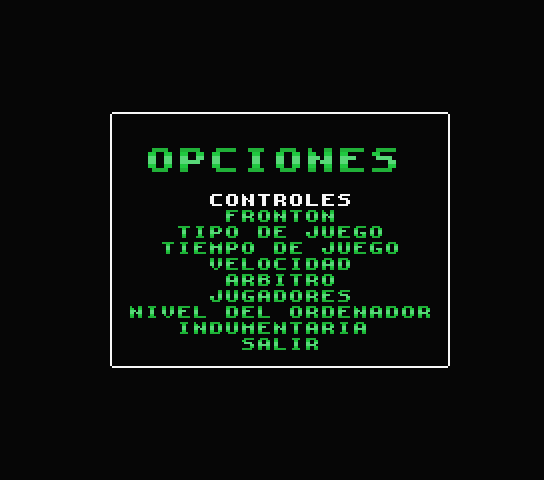 OPCIONES
CONTROLES
FRONTON
TIPO DE JUEGO
TIEMPO DE JUEGO
VELOCIDAD
ARBITRO
JUGADORES
NIVEL DEL ORDENADOR
INDUMENTARIA
SALIR